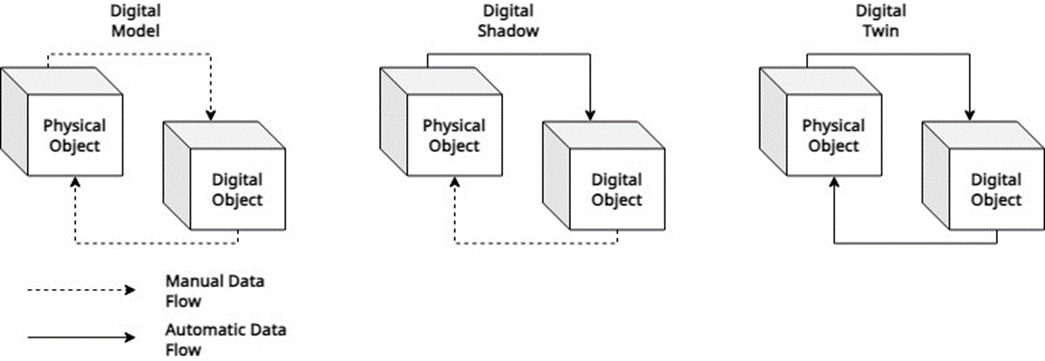 Digital
Model
Physical
Object
Digital
Object
Digital
Shadow
Physical
Object
Digital
Object
Digital
Twin
Physical
Object
Digital
Object
Manual Data
Flow
Automatic Data
Flow